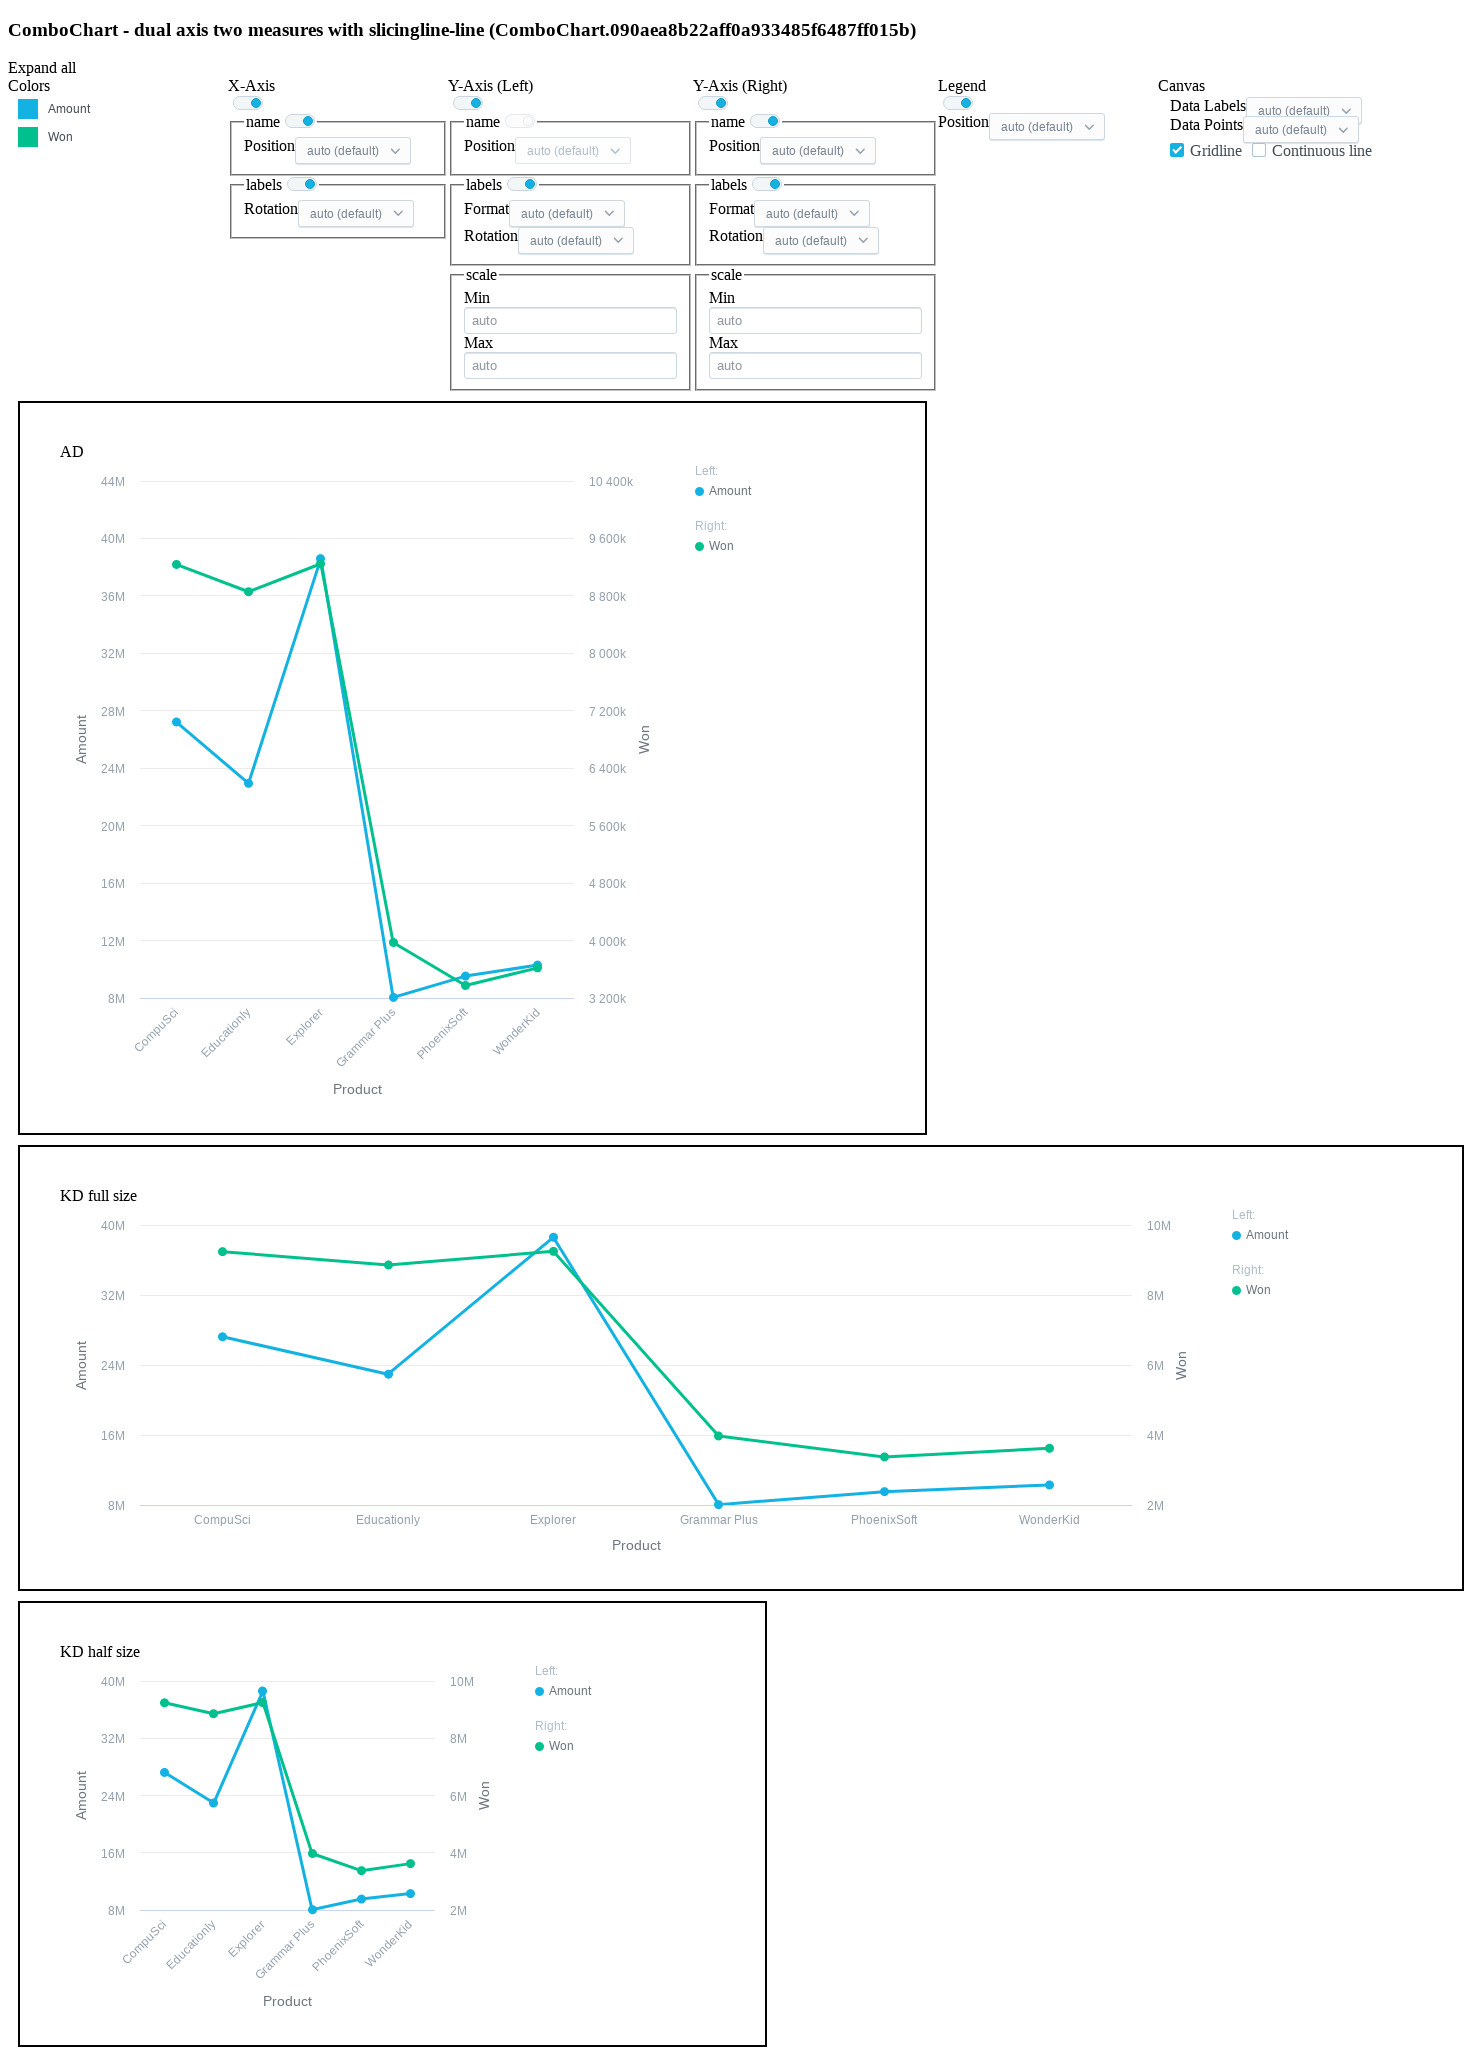 ComboChart - dual axis two measures with slicingline-line (ComboChart.090aea8b22aff0a933485f6487ff015b)
Expand all
Colors
Amount
Won
X-Axis
name
Position auto (default)
labels
Rotation auto (default)
Y-Axis (Left)
name
Position auto (default)
labels
Format auto (default)
Rotation auto (default)
scale
Min
auto
Max
auto
Y-Axis (Right)
name
Position auto (default)
labels
Format auto (default)
Rotation auto (default)
scale
Min
auto
Max
auto
Legend
Position auto (default)
Canvas
Data Labels auto (default)
Data Points auto (default)
Gridline Continuous line
AD
44M
40M
36M
32M
28M
24M
20M
16M
12M
8M
Amount
10 400k
9 600k
8 800k
8 000k
7 200k
6 400k
5 600k
4 800k
4 000k
3 200k
Won
CompuSci
Educationly
Explorer
Grammar Plus
PhoenixSoft
WonderKid
Product
Left:
Amount
Right:
Won
KD full size
40M
32M
24M
16M
8M
Amount
10M
8M
6M
4M
2M
Won
CompuSci
Educationly
Explorer
Grammar Plus
PhoenixSoft
WonderKid
Product
Left:
Amount
Right:
Won
KD half size
40M
32M
24M
16M
8M
Amount
10M
8M
6M
4M
2M
Won
CompuSci
Educationly
Explorer
Grammar Plus
PhoenixSoft
WonderKid
Product
Left:
Amount
Right:
Won